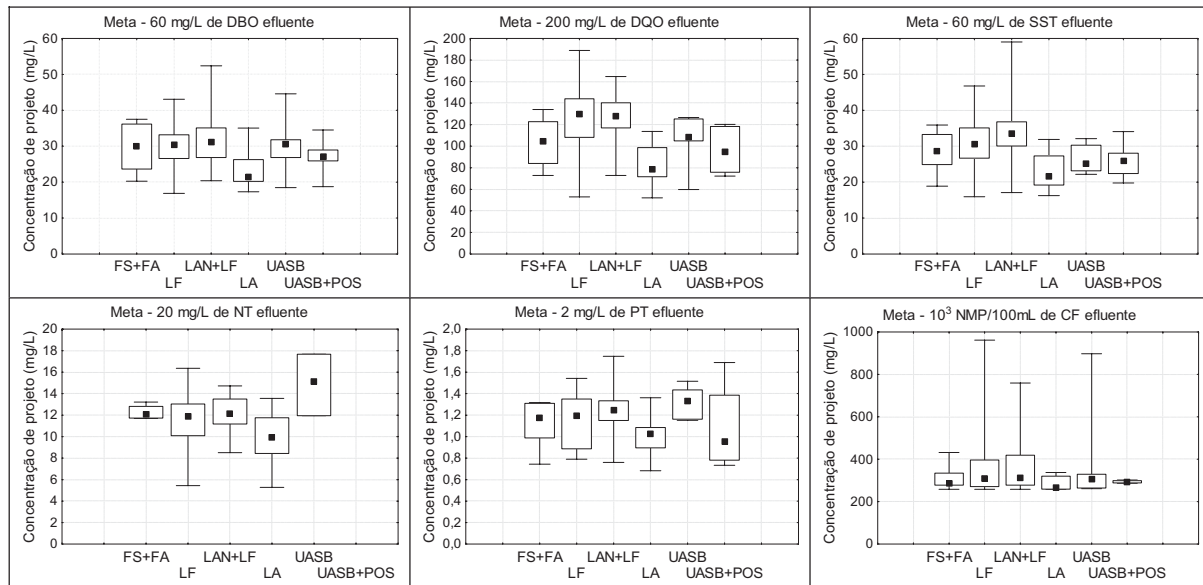 Meta - 60 mg/L de DBO efluente
Concentração de projeto (mg/L)
60
50
40
30
20
10
0
FS+FA
LAN+LF
UASB
LF
LA
UASB+POS
Meta - 200 mg/L de DQO efluente
Concentração de projeto (mg/L)
200
180
160
140
120
100
80
60
40
20
0
FS+FA
LAN+LF
UASB
LF
LA
UASB+POS
Meta - 60 mg/L de SST efluente
Concentração de projeto (mg/L)
60
50
40
30
20
10
0
FS+FA
LAN+LF
UASB
LF
LA
UASB+POS
Meta - 20 mg/L de NT efluente
Concentração de projeto (mg/L)
20
18
16
14
12
10
8
6
4
2
0
FS+FA
LAN+LF
UASB
LF
LA
UASB+POS
Meta - 2 mg/L de PT efluente
Concentração de projeto (mg/L)
2,0
1,8
1,6
1,4
1,2
1,0
0,8
0,6
0,4
0,2
0,0
FS+FA
LAN+LF
UASB
LF
LA
UASB+POS
Meta - 10³ NMP/100mL de CF efluente
Concentração de projeto (mg/L)
1000
800
600
400
200
0
FS+FA
LAN+LF
UASB
LF
LA
UASB+POS